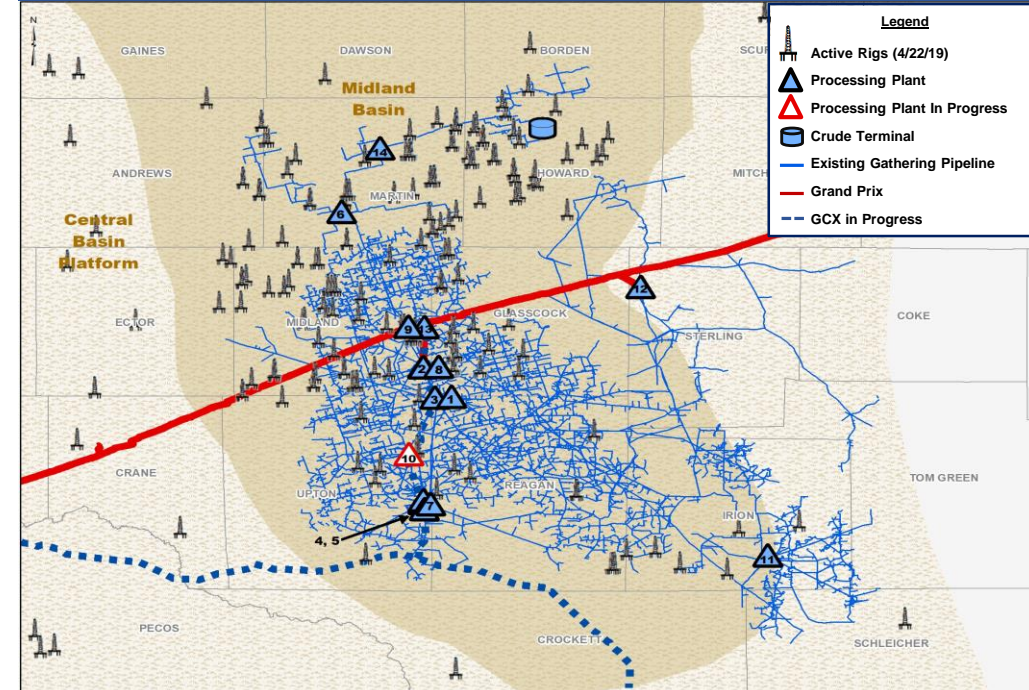 N
GAINES
DAWSON
BORDEN
SCUR
Legend
Active Rigs (4/22/19)
Processing Plant
Processing Plant In Progress
Crude Terminal
Existing Gathering Pipeline
Grand Prix
GCX in Progress
Midland
Basin
14
ANDREWS
MARTIN
HOWARD
MITCH
6
Central
Basin
Platform
12
ECTOR
MIDLAND
GLASSCOCK
STERLING
COKE
9
13
2
8
3
1
10
CRANE
UPTON
REAGAN
TOM GREEN
7
4, 5
IRION
11
PECOS
CROCKETT
SCHLEICHER